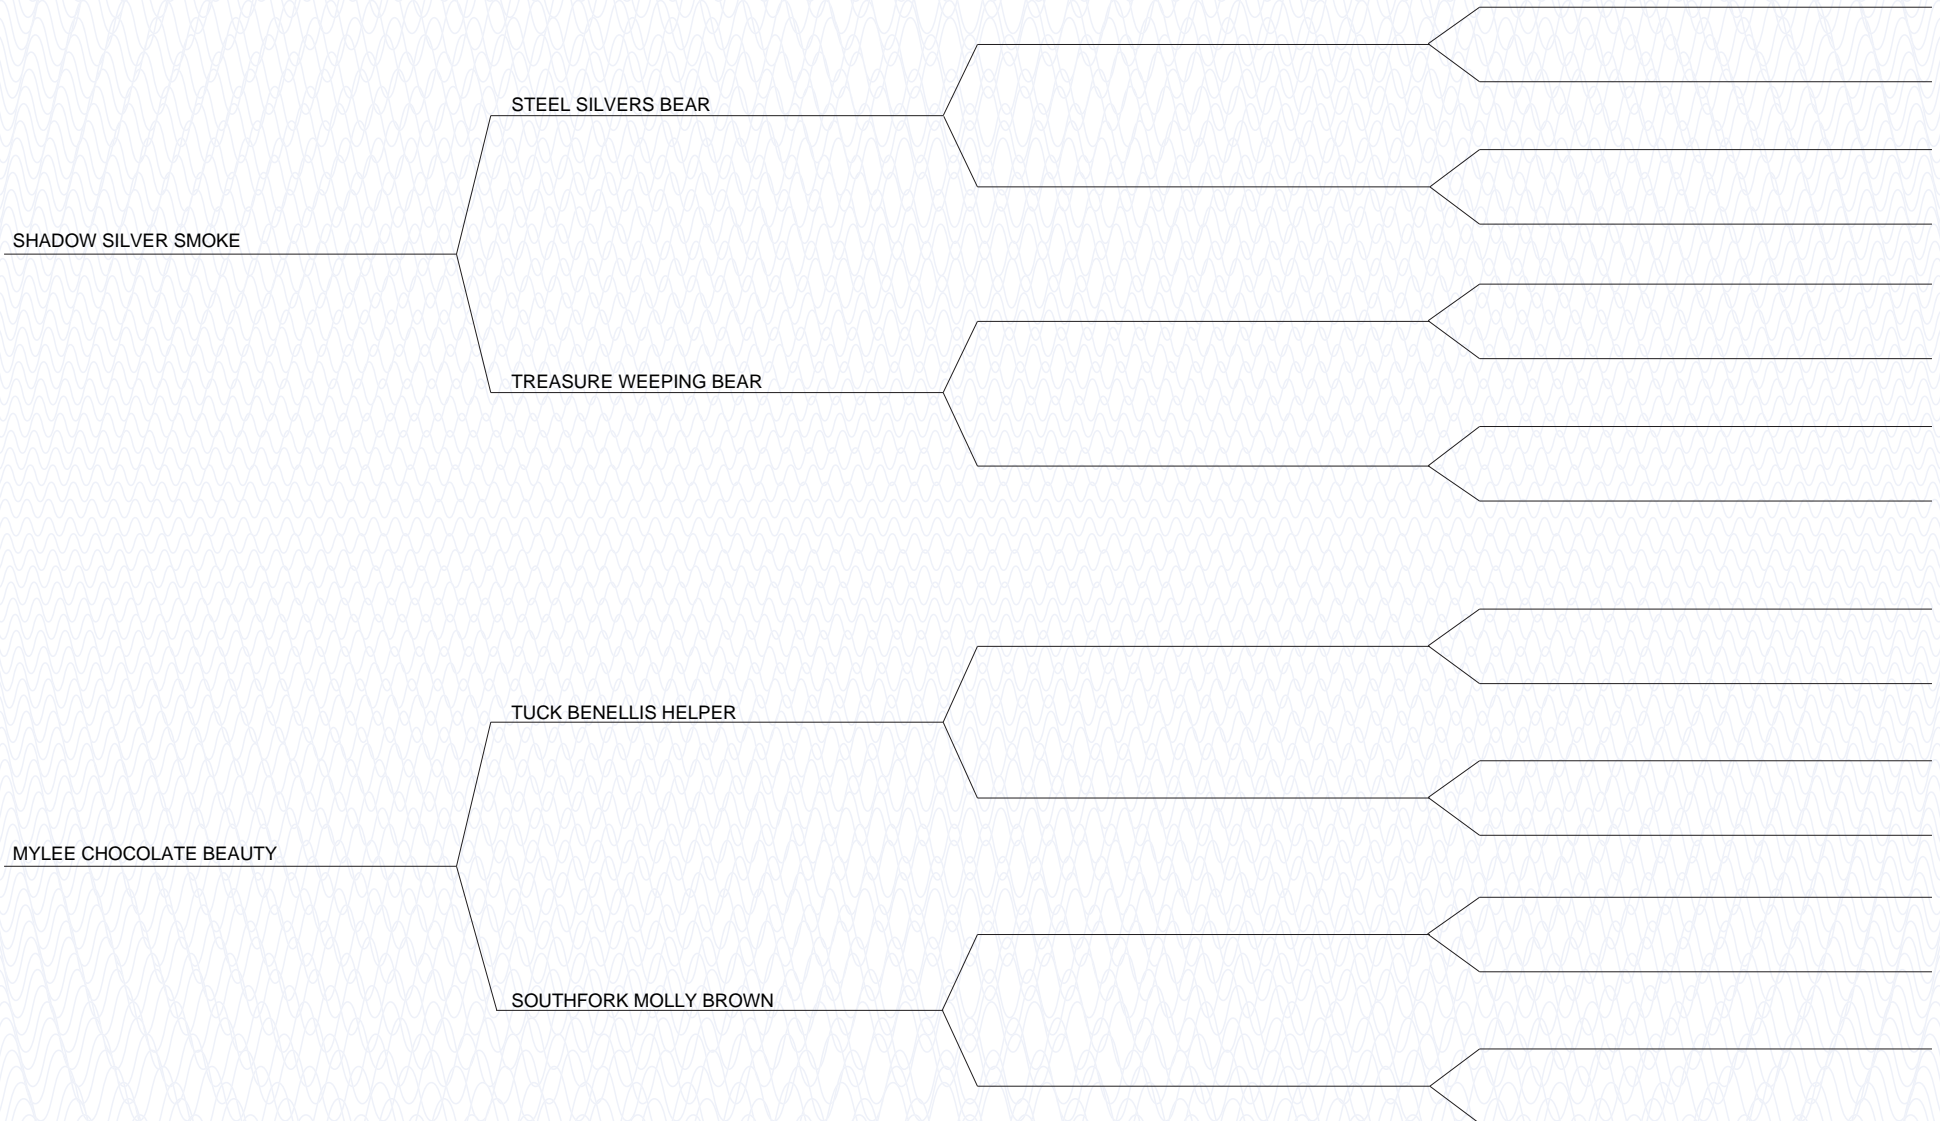 STEEL SILVERS BEAR
SHADOW SILVER SMOKE
TREASURE WEEPING BEAR
TUCK BENELLIS HELPER
MYLEE CHOCOLATE BEAUTY
SOUTHFORK MOLLY BROWN